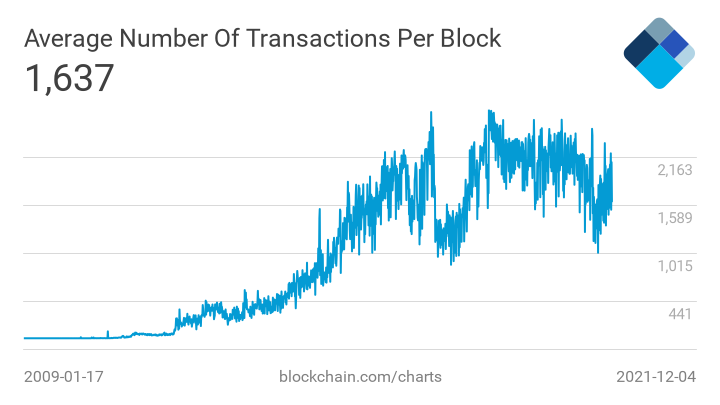 Average Number Of Transactions Per Block
1,637
2,163
1,589
1,015
441
2009-01-17 blockchain.com/charts 2021-12-04